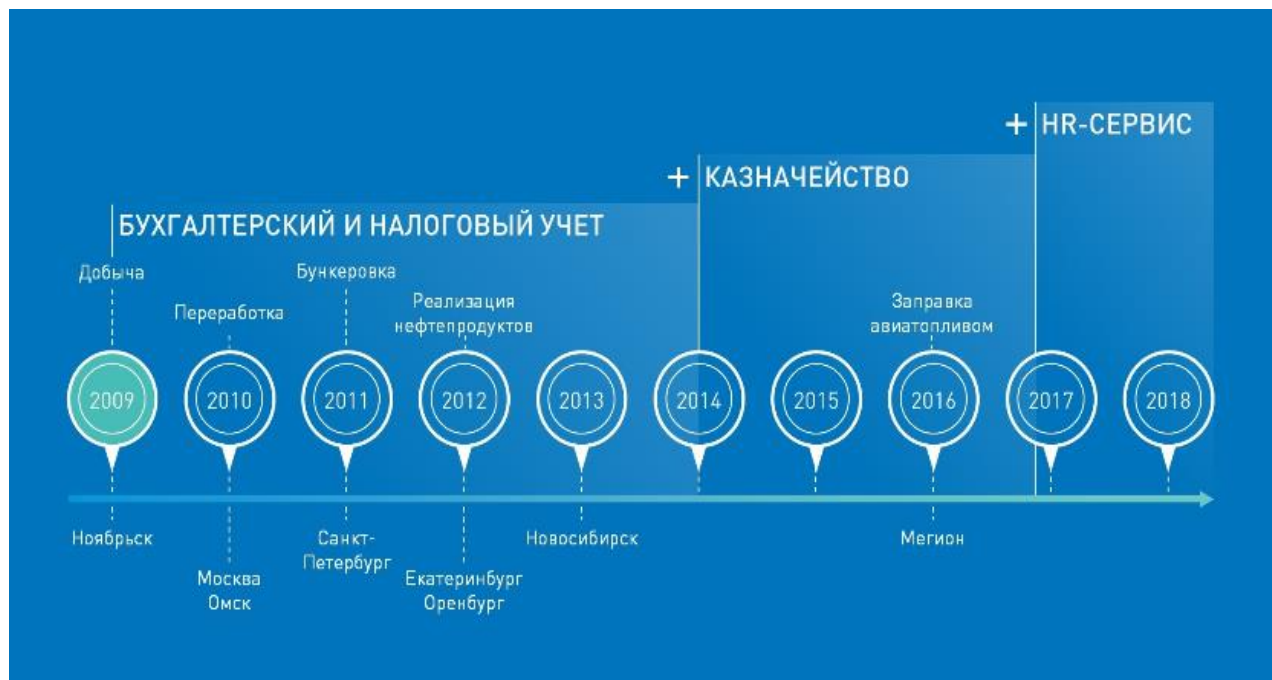 + HR-СЕРВИС
+ КАЗНАЧЕЙСТВО
БУХГАЛТЕРСКИЙ И НАЛОГОВЫЙ УЧЕТ
Добыча
Переработка
Бункеровка
Реализация
нефтепродуктов
Заправка
авиатопливом
2009
2010
2011
2012
2013
2014
2015
2016
2017
2018
Ноябрьск
Москва
Омск
Санкт-
Петербург
Екатеринбург
Оренбург
Новосибирск
Мегион